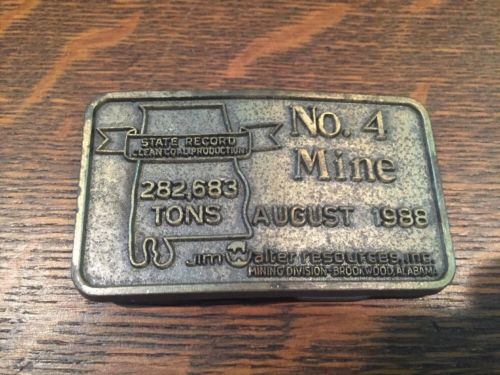 STATE RECORD
CLEAN COAL PRODUCTION
No. 4
Mine
282,683
TONS
AUGUST 1988
Jim Walter resources, inc.
MINING DIVISION-BROOKWOOD, ALABAMA